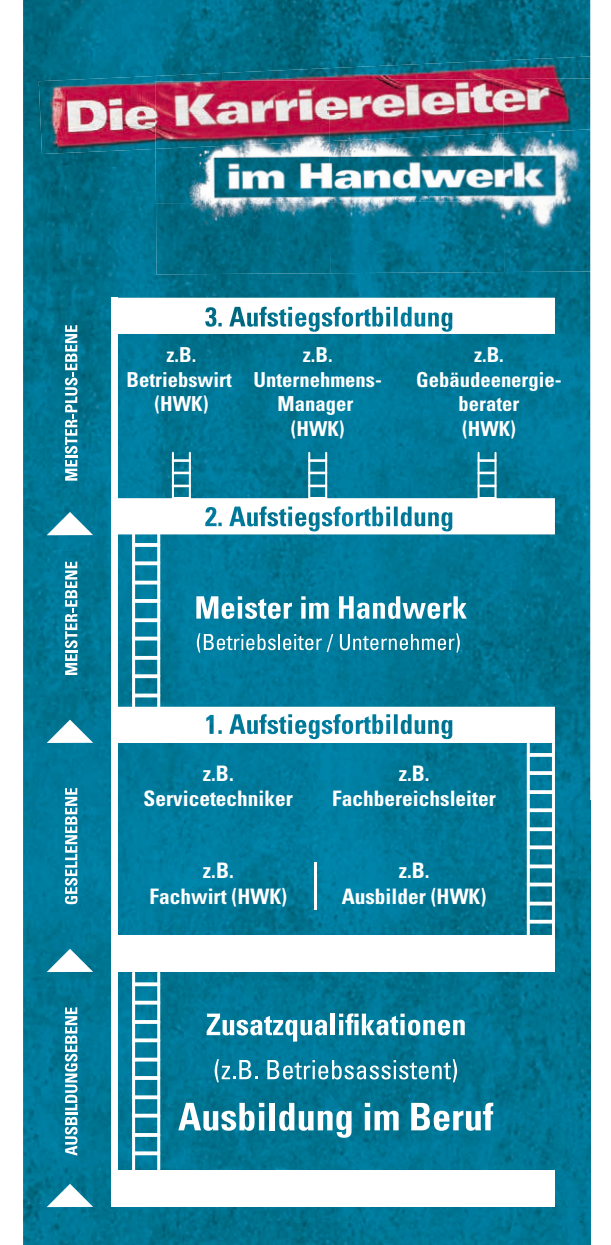 Die Karriereleiter
im Handwerk
MEISTER-PLUS-EBENE
3. Aufstiegsfortbildung
z.B.
Betriebswirt
(HWK)
z.B.
Unternehmens-
Manager
(HWK)
z.B.
Gebäudeenergie-
berater
(HWK)
MEISTER-EBENE
2. Aufstiegsfortbildung
Meister im Handwerk
(Betriebsleiter / Unternehmer)
GESELLENEBENE
1. Aufstiegsfortbildung
z.B.
Servicetechniker
z.B.
Fachbereichsleiter
z.B.
Fachwirt (HWK)
z.B.
Ausbilder (HWK)
AUSBILDUNGSEBENE
Zusatzqualifikationen
(z.B. Betriebsassistent)
Ausbildung im Beruf